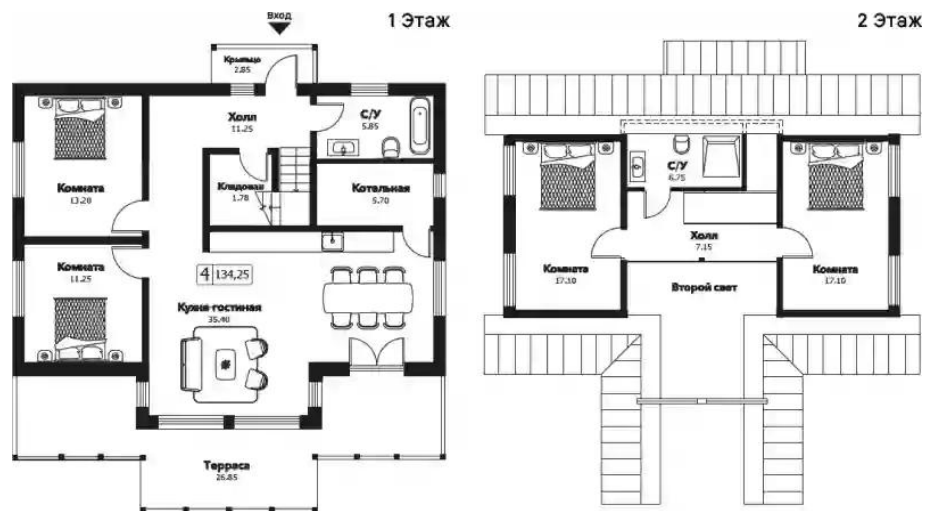 Вход
1 Этаж
Крыльцо
2.85
Холл
11.25
С/У
5.85
Комната
13.20
Кладовая
1.78
Котельная
5.70
Комната
11.25
4 134,25
Кухня-гостиная
35.40
Терраса
26.85
2 Этаж
С/У
6.75
Холл
7.15
Комната
17.10
Комната
17.10
Второй свет